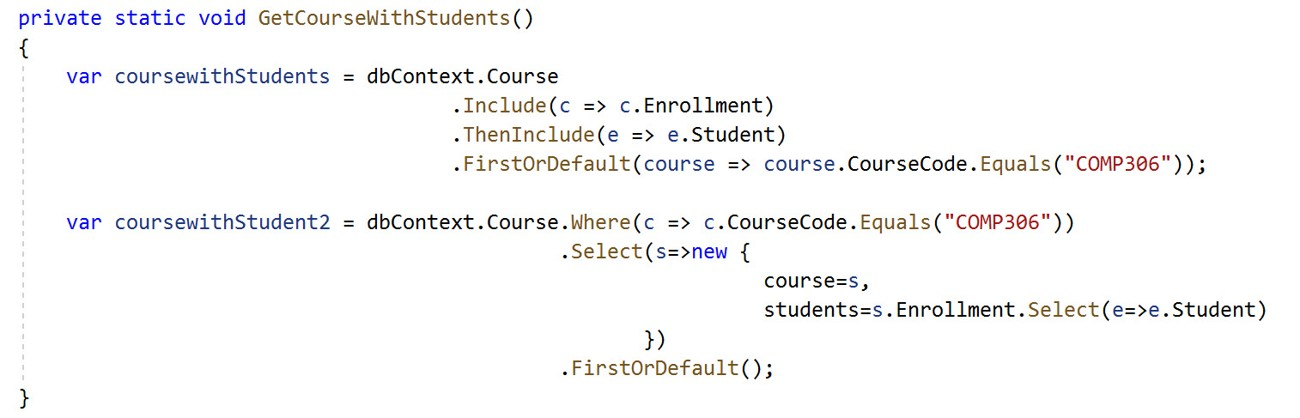 private static void GetCourseWithStudents()
{
var coursewithStudents = dbContext.Course
.Include(c => c.Enrollment)
.ThenInclude(e => e.Student)
.FirstOrDefault(course => course.CourseCode.Equals("COMP306"));
var coursewithStudent2 = dbContext.Course.Where(c => c.CourseCode.Equals("COMP306"))
.Select(s=>new {
course=s,
students=s.Enrollment.Select(e=>e.Student)
})
.FirstOrDefault();
}